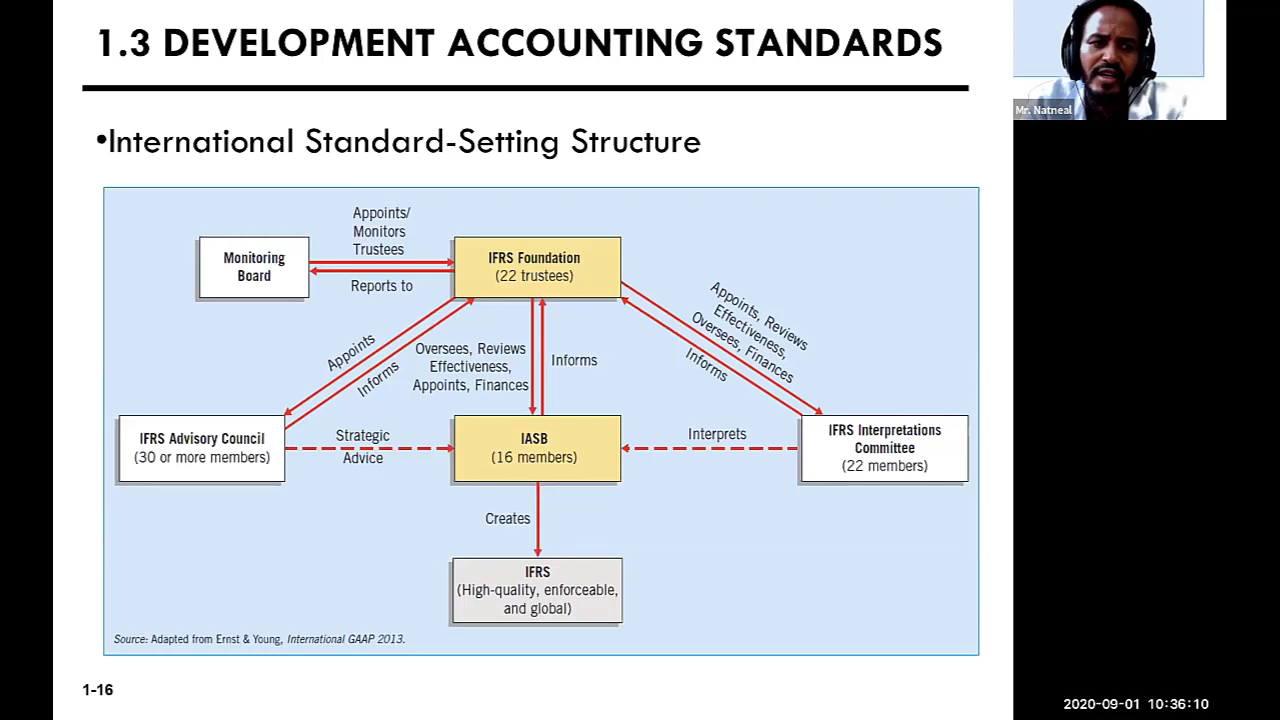 1.3 DEVELOPMENT ACCOUNTING STANDARDS
Mr. Natneal
•International Standard-Setting Structure
Appoints/
Monitors
Trustees
Monitoring
Board
IFRS Foundation
(22 trustees)
Reports to
Appoints
Informs
Oversees, Reviews
Effectiveness,
Appoints, Finances
Informs
Appoints, Reviews
Effectiveness,
Oversees, Finances
Informs
IFRS Advisory Council
(30 or more members)
Strategic
Advice
IASB
(16 members)
Interprets
IFRS Interpretations
Committee
(22 members)
Creates
IFRS
(High-quality, enforceable,
and global)
Source: Adapted from Ernst & Young, International GAAP 2013.
1-16
2020-09-01 10:36:10